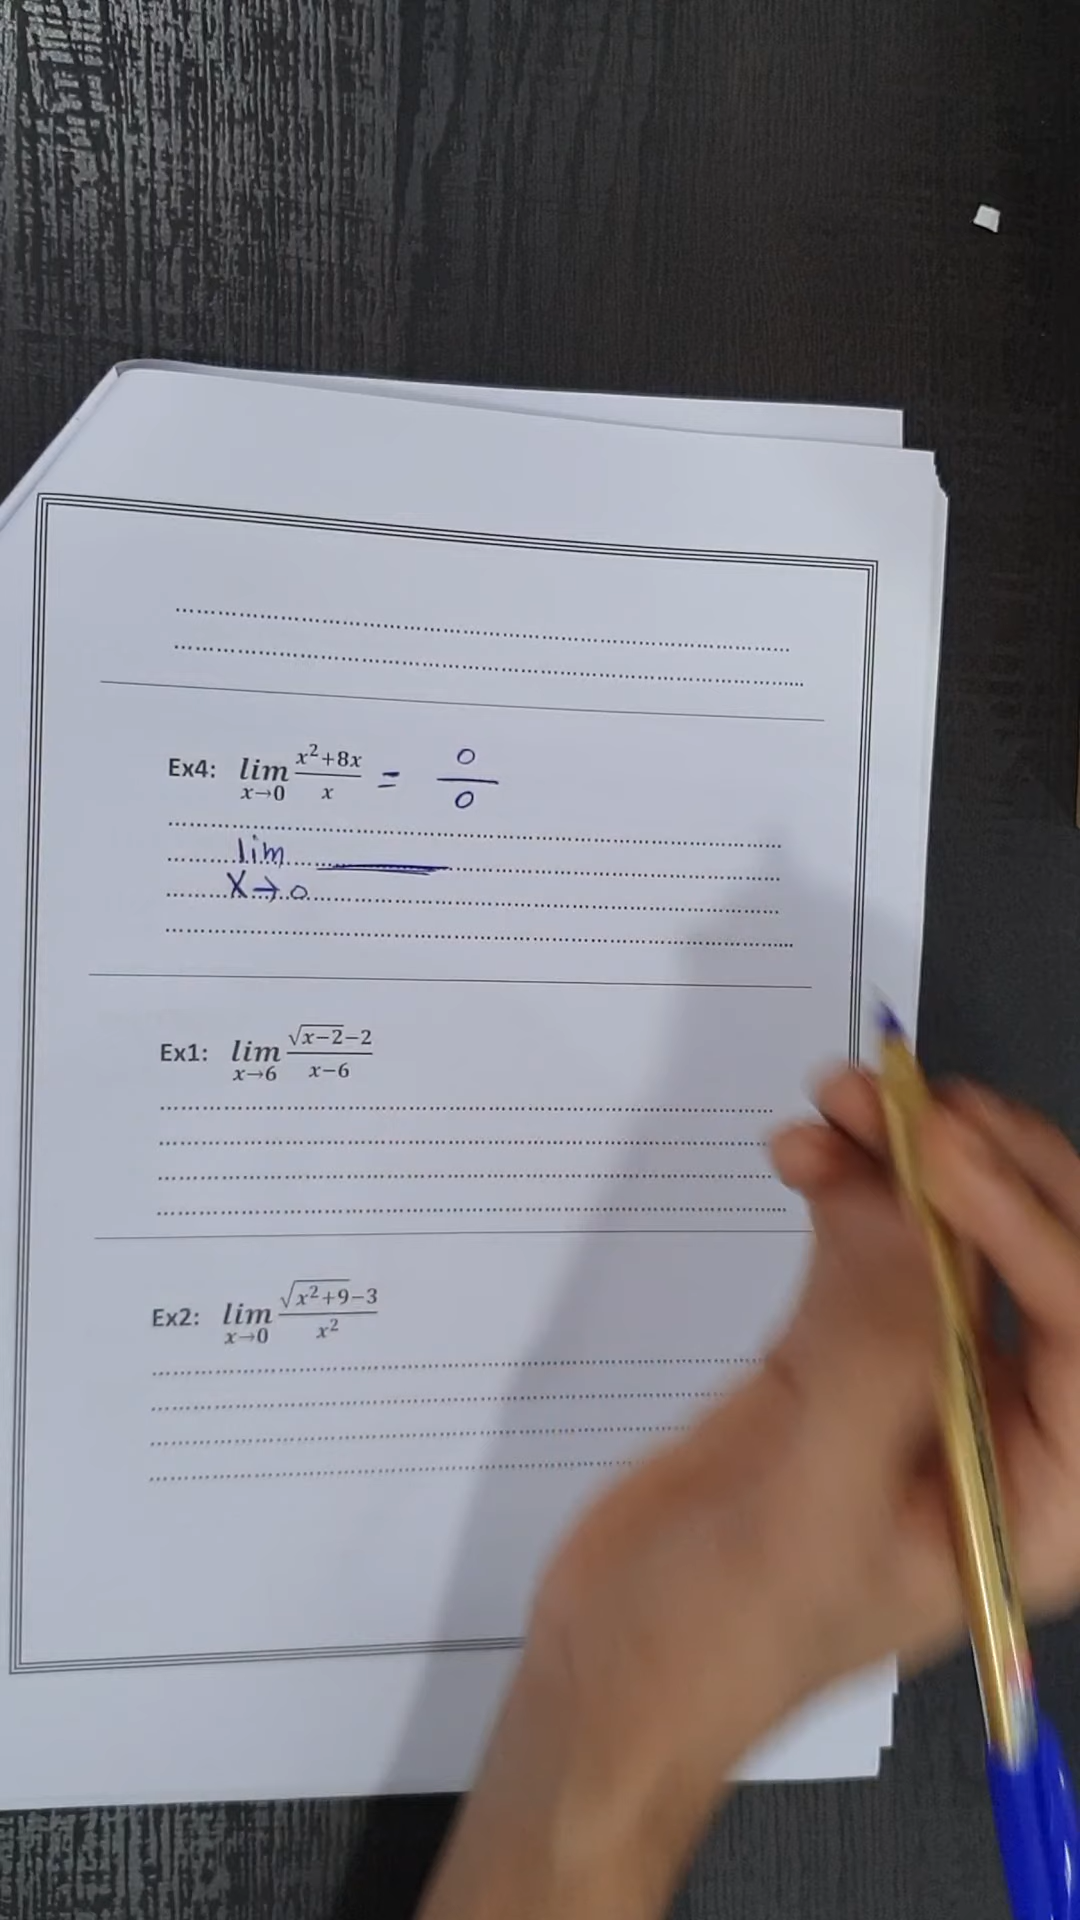 Ex4: lim x→0 x²+8x / x = 0/0
lim x→0
Ex1: lim x→6 √x−2−2 / x−6
Ex2: lim x→0 √x²+9−3 / x²